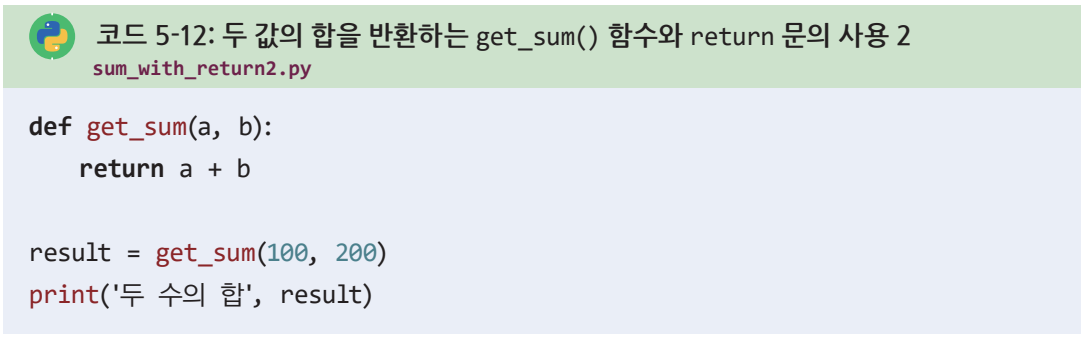 코드 5-12: 두 값의 합을 반환하는 get_sum() 함수와 return 문의 사용 2
sum_with_return2.py
def get_sum(a, b):
    return a + b
result = get_sum(100, 200)
print('두 수의 합', result)